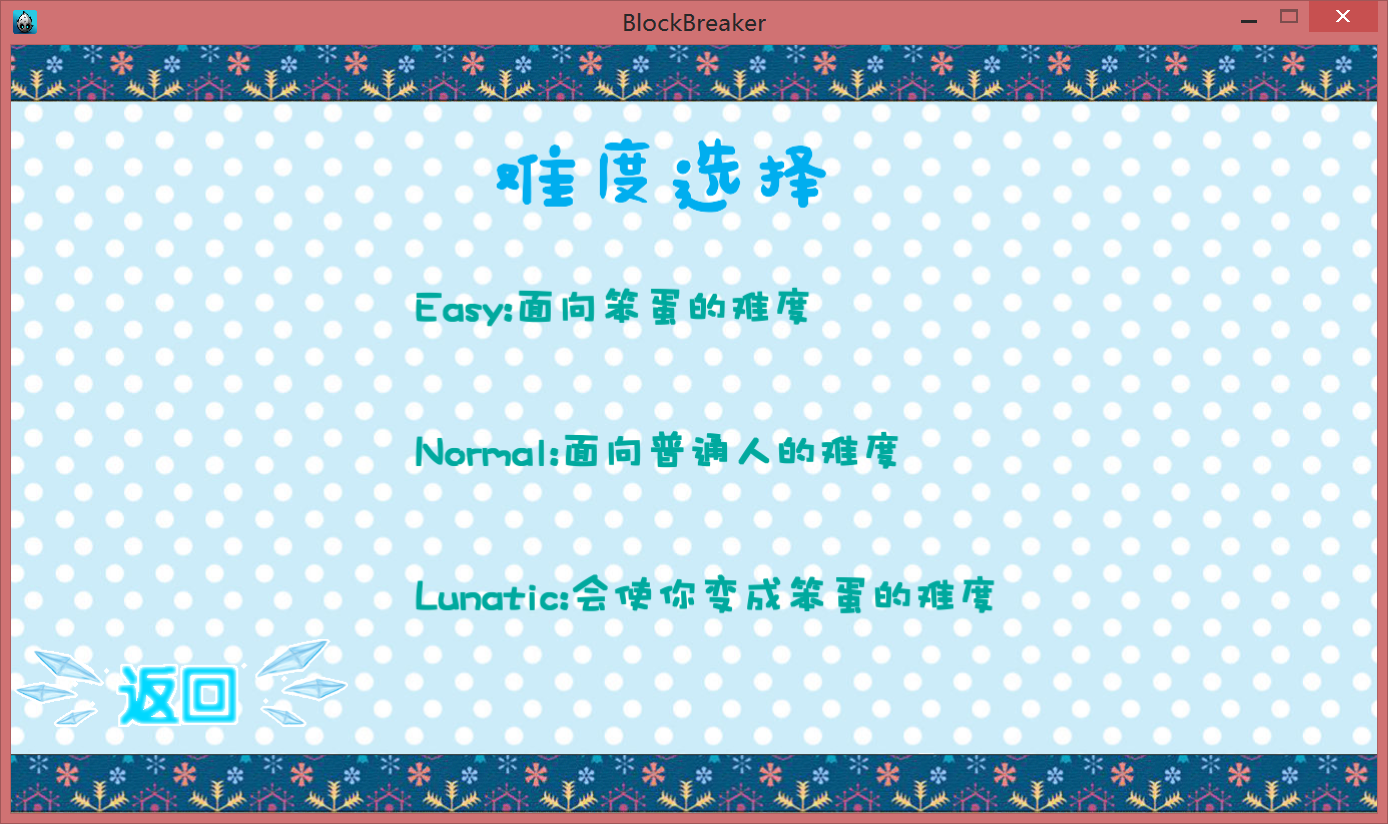 BlockBreaker
难度选择
Easy:面向笨蛋的难度
Normal:面向普通人的难度
Lunatic:会使你变成笨蛋的难度
返回